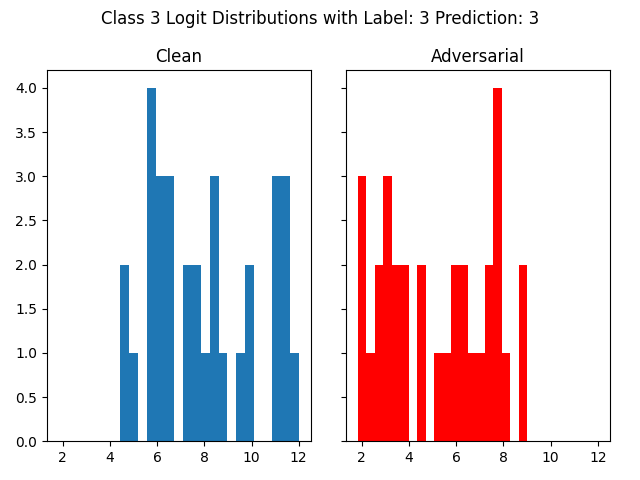 Class 3 Logit Distributions with Label: 3 Prediction: 3
Clean
Adversarial
4.0
3.5
3.0
2.5
2.0
1.5
1.0
0.5
0.0
2 4 6 8 10 12
2 4 6 8 10 12